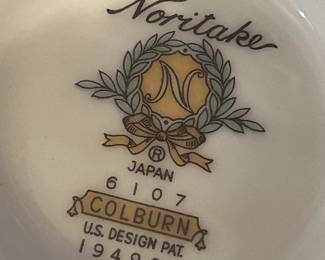 Noritake
N
®
JAPAN
6107
COLBURN
U.S. DESIGN PAT.